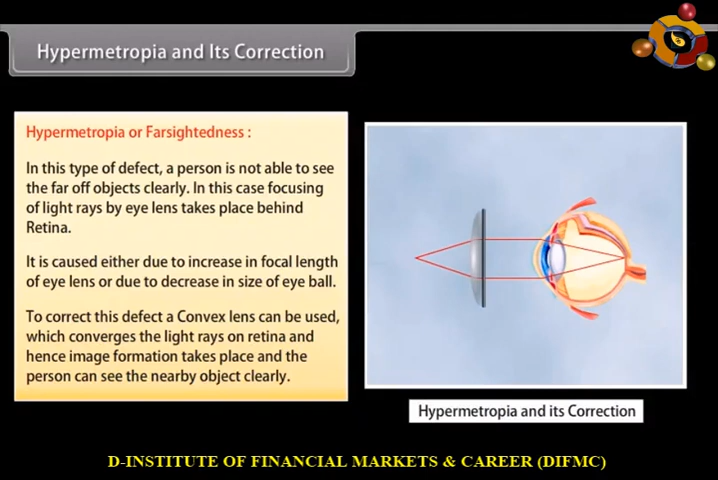 Hypermetropia and Its Correction
Hypermetropia or Farsightedness :
In this type of defect, a person is not able to see
the far off objects clearly. In this case focusing
of light rays by eye lens takes place behind
Retina.
It is caused either due to increase in focal length
of eye lens or due to decrease in size of eye ball.
To correct this defect a Convex lens can be used,
which converges the light rays on retina and
hence image formation takes place and the
person can see the nearby object clearly.
Hypermetropia and its Correction
D-INSTITUTE OF FINANCIAL MARKETS & CAREER (DIFMC)